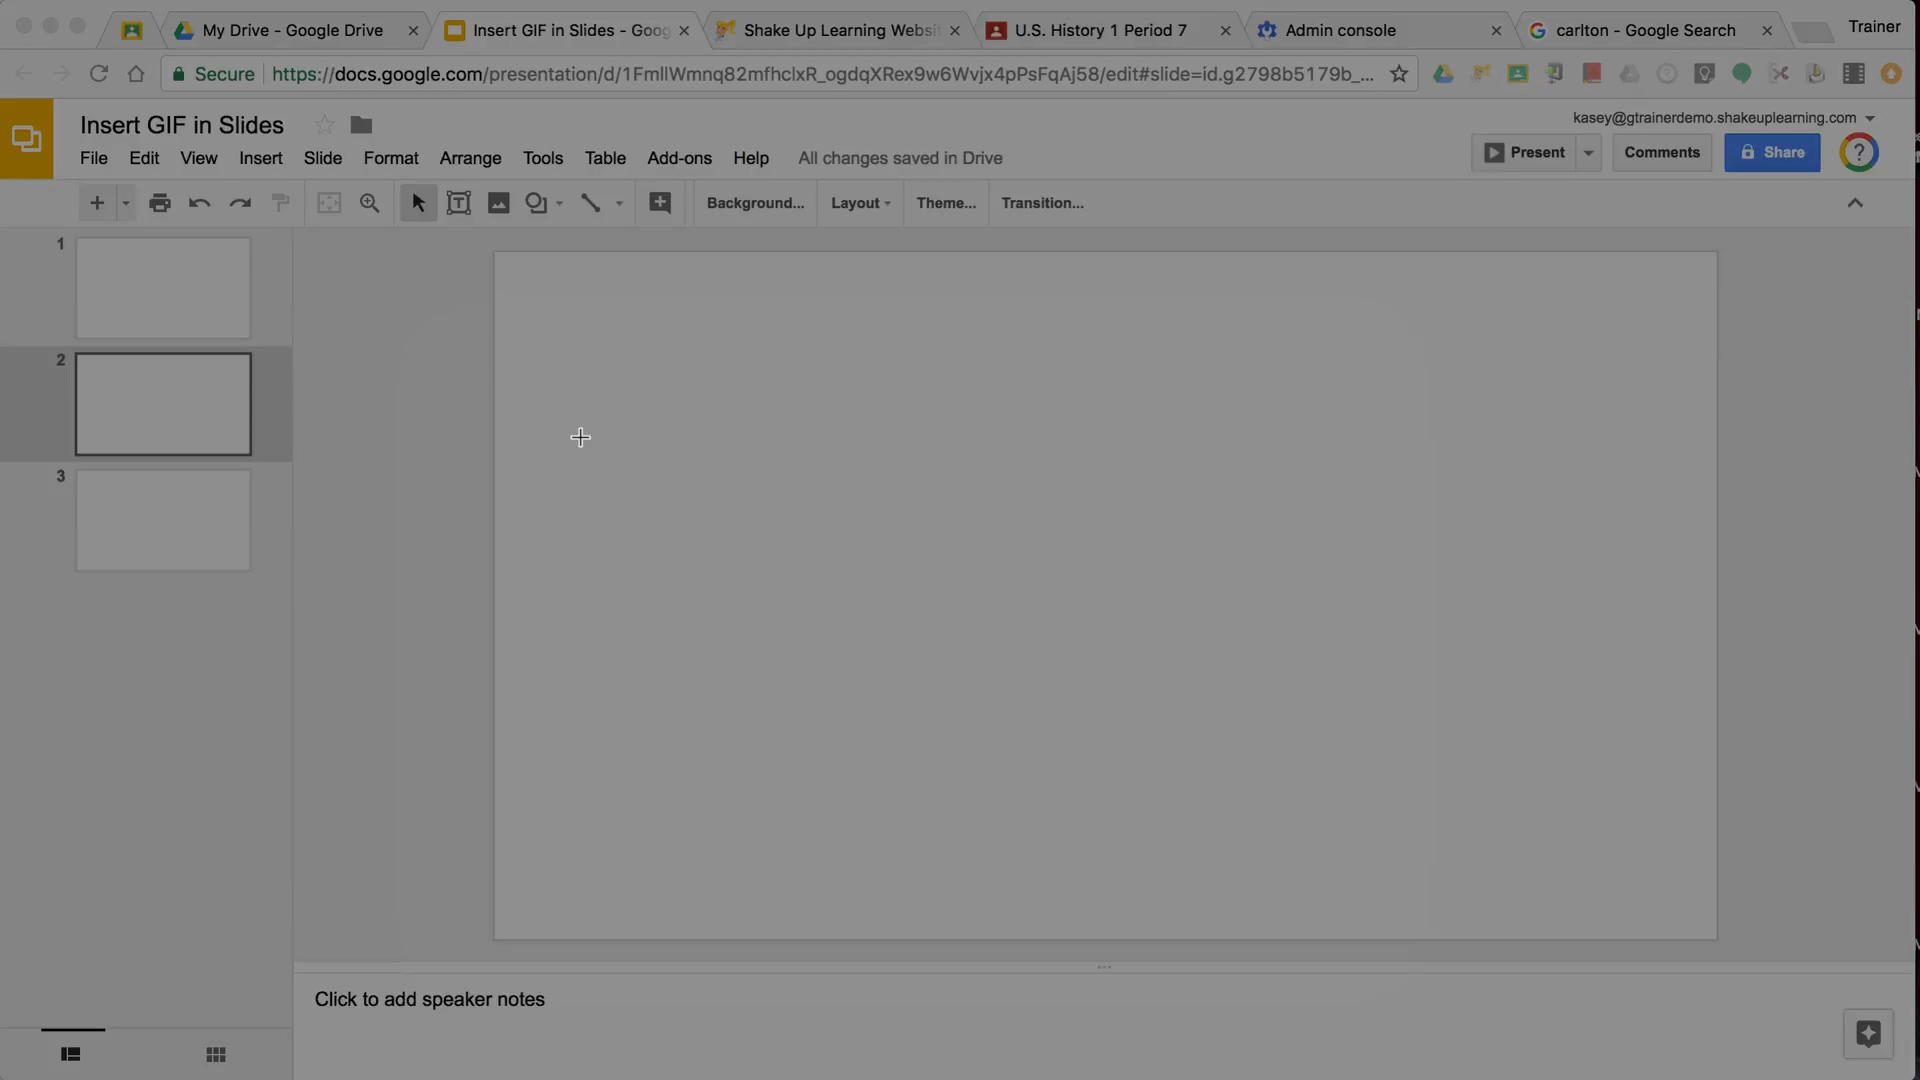 My Drive - Google Drive
Insert GIF in Slides - Goog
Shake Up Learning Websit
U.S. History 1 Period 7
Admin console
carlton - Google Search
Trainer
Secure https://docs.google.com/presentation/d/1FmllWmnq82mfhclxR_ogdqXRex9w6Wvjx4pPsFqAj58/edit#slide=id.g2798b5179b_...
Insert GIF in Slides
kasey@gtrainerdemo.shakeuplearning.com
File Edit View Insert Slide Format Arrange Tools Table Add-ons Help All changes saved in Drive
Present Comments Share
Background... Layout Theme... Transition...
1
2
3
Click to add speaker notes